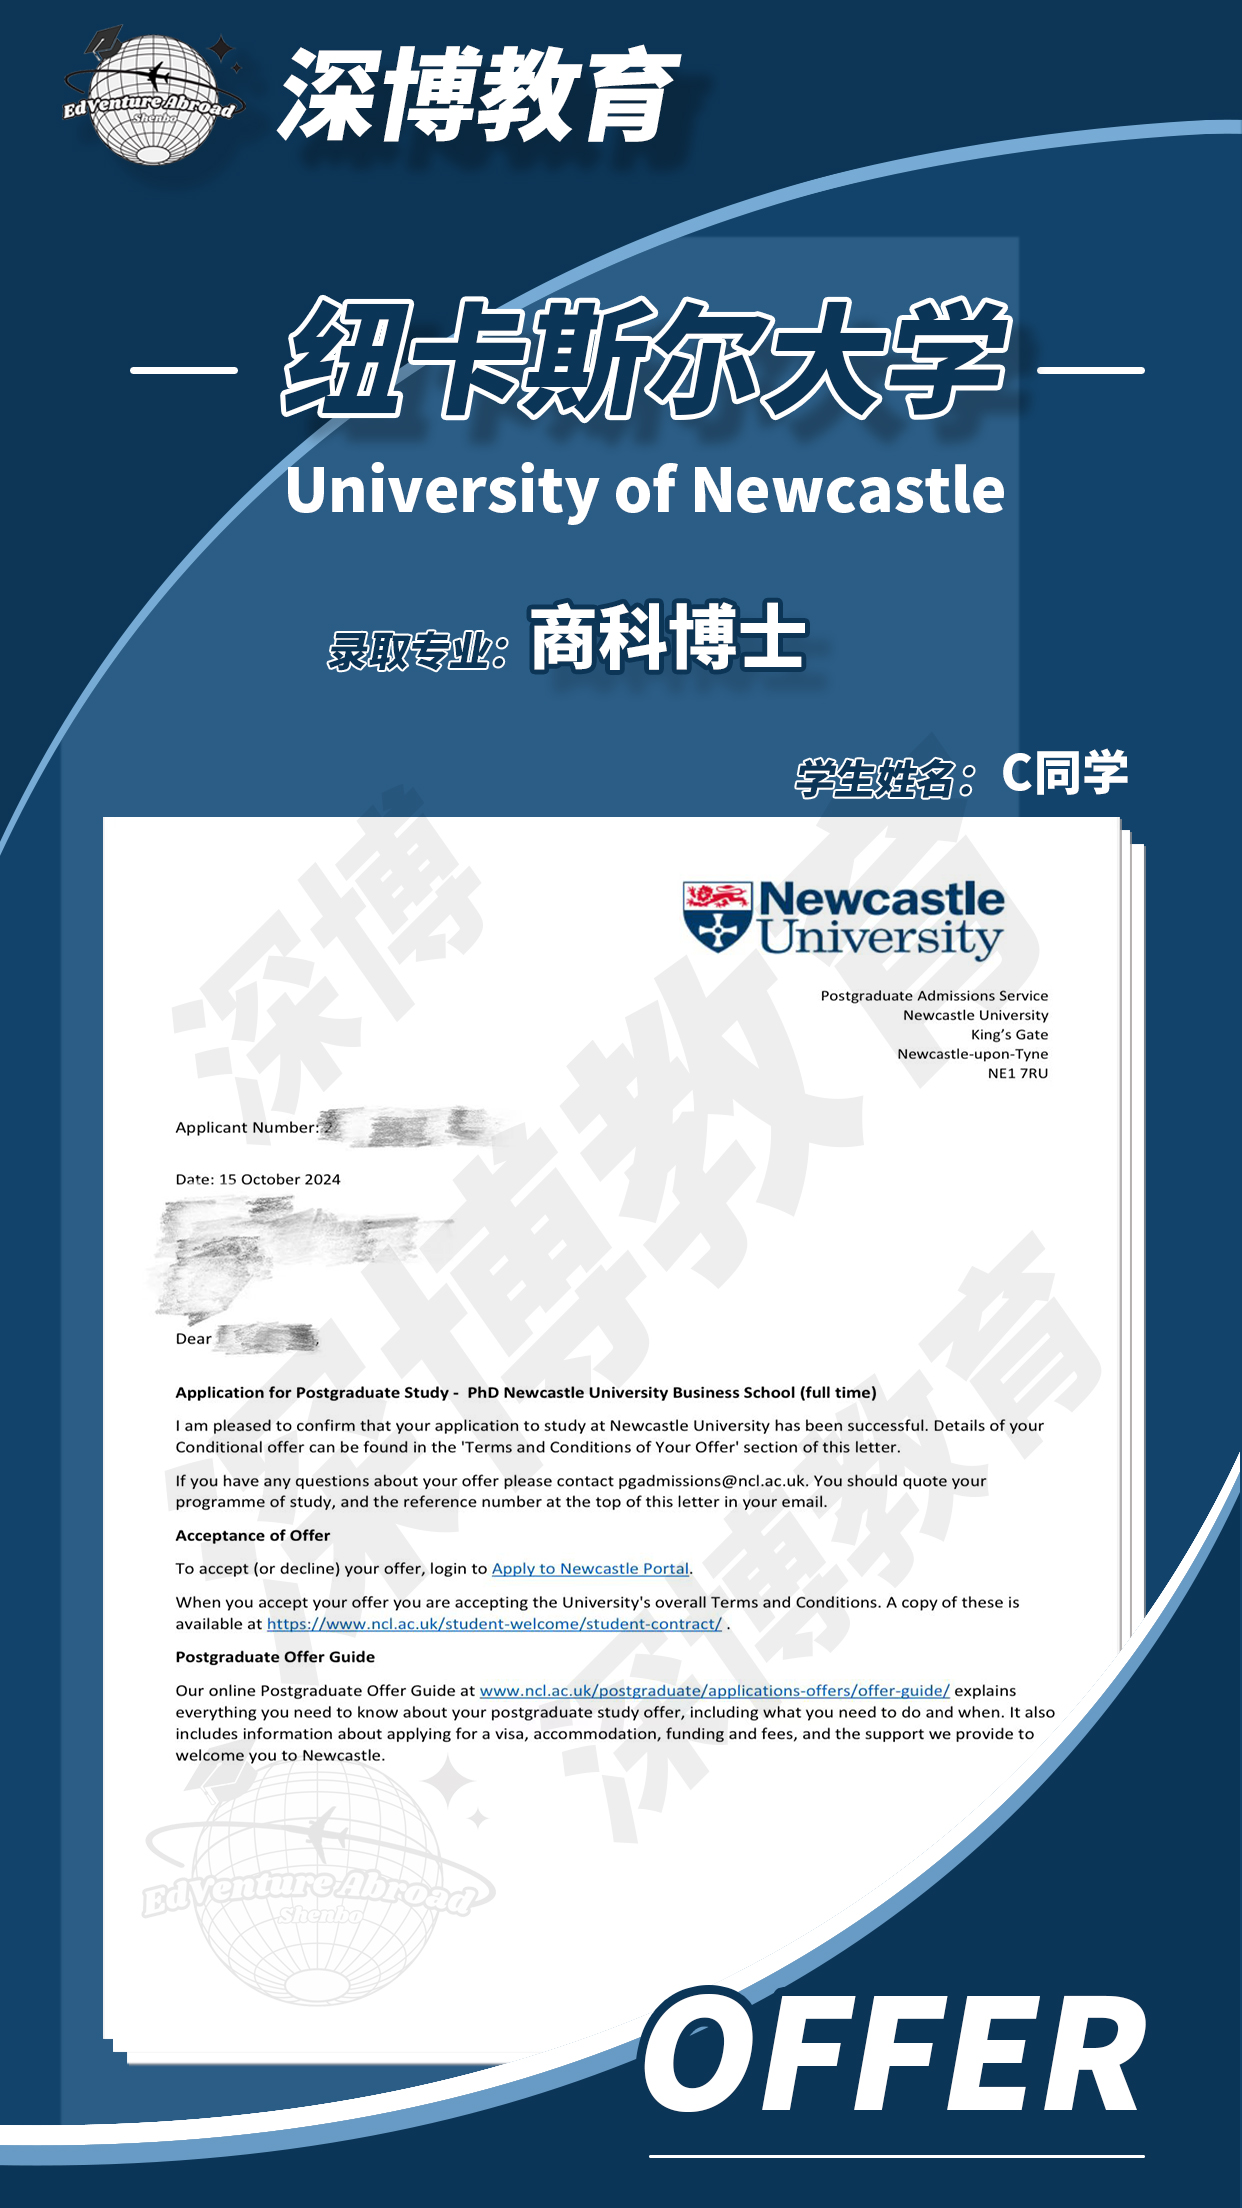 EdVenture Abroad
Shenbo
深博教育
纽卡斯尔大学
University of Newcastle
录取专业：商科博士
学生姓名：C同学
Newcastle
University
Postgraduate Admissions Service
Newcastle University
King’s Gate
Newcastle-upon-Tyne
NE1 7RU
Applicant Number: 2
Date: 15 October 2024
Dear
Application for Postgraduate Study -  PhD Newcastle University Business School (full time)
I am pleased to confirm that your application to study at Newcastle University has been successful. Details of your
Conditional offer can be found in the 'Terms and Conditions of Your Offer' section of this letter.
If you have any questions about your offer please contact pgadmissions@ncl.ac.uk. You should quote your
programme of study, and the reference number at the top of this letter in your email.
Acceptance of Offer
To accept (or decline) your offer, login to Apply to Newcastle Portal.
When you accept your offer you are accepting the University's overall Terms and Conditions. A copy of these is
available at https://www.ncl.ac.uk/student-welcome/student-contract/ .
Postgraduate Offer Guide
Our online Postgraduate Offer Guide at www.ncl.ac.uk/postgraduate/applications-offers/offer-guide/ explains
everything you need to know about your postgraduate study offer, including what you need to do and when. It also
includes information about applying for a visa, accommodation, funding and fees, and the support we provide to
welcome you to Newcastle.
深博
深博教育
深博教育
EdVenture Abroad
Shenbo
OFFER